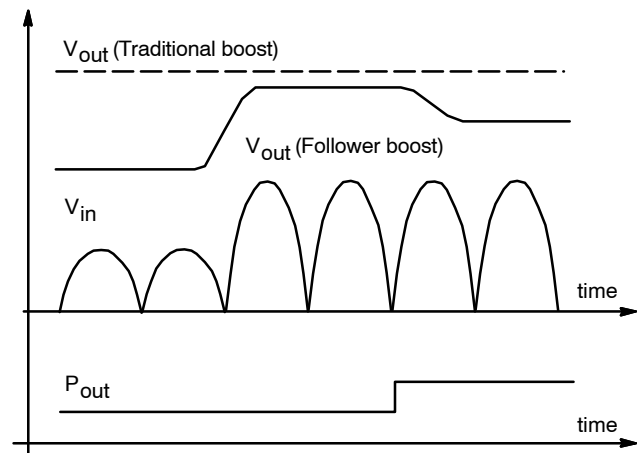 Vout (Traditional boost)
Vout (Follower boost)
Vin
time
Pout
time